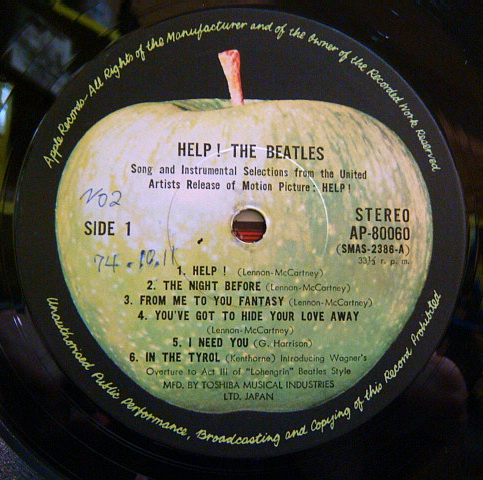 Apple Records-All Rights of the Manufacturer and of the Owner of the Recorded Work Reserved
HELP! THE BEATLES
Song and Instrumental Selections from the United
Artists Release of Motion Picture: HELP!
No2
SIDE 1
74.10.11
STEREO
AP-80060
(SMAS-2386-A)
33⅓ r. p. m.
1. HELP! (Lennon-McCartney)
2. THE NIGHT BEFORE (Lennon-McCartney)
3. FROM ME TO YOU FANTASY (Lennon-McCartney)
4. YOU'VE GOT TO HIDE YOUR LOVE AWAY
(Lennon-McCartney)
5. I NEED YOU (G. Harrison)
6. IN THE TYROL (Kenthorne) Introducing Wagner's
Overture to Act III of "Lohengrin" Beatles Style
MFD. BY TOSHIBA MUSICAL INDUSTRIES
LTD. JAPAN
Unauthorised Public Performance, Broadcasting and Copying of this Record Prohibited